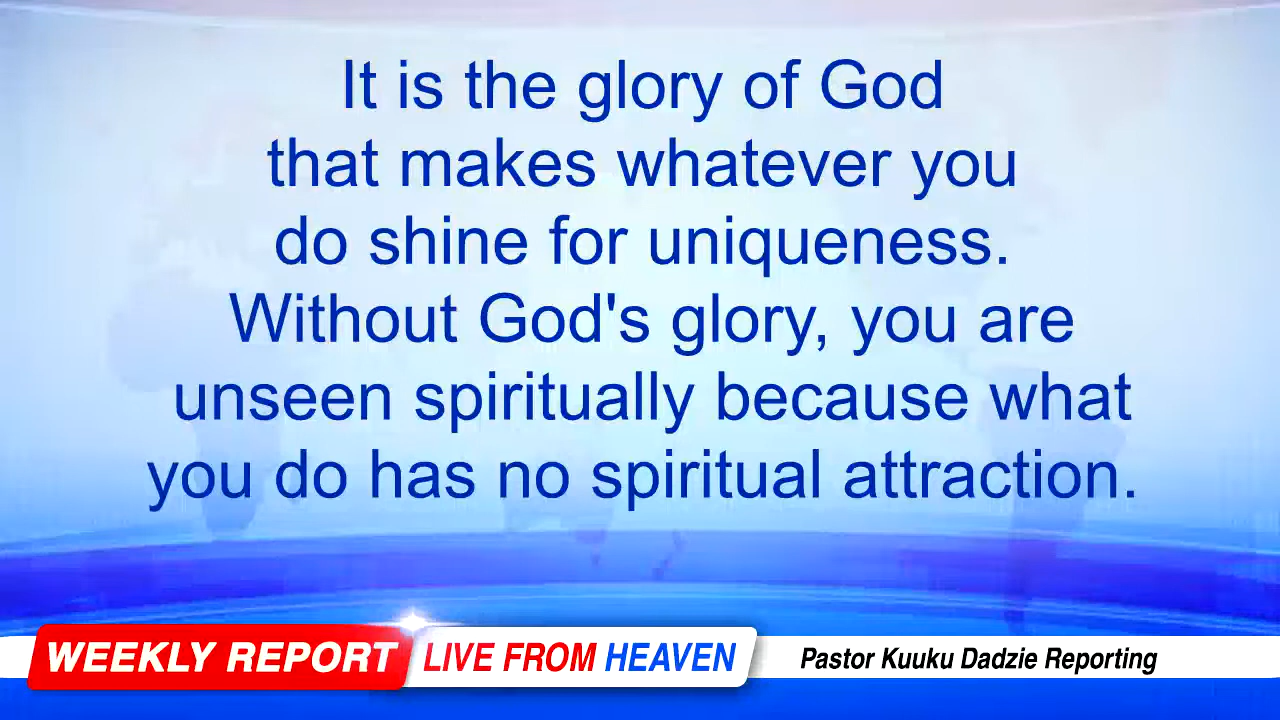 It is the glory of God
that makes whatever you
do shine for uniqueness.
Without God's glory, you are
unseen spiritually because what
you do has no spiritual attraction.
WEEKLY REPORT LIVE FROM HEAVEN Pastor Kuuku Dadzie Reporting